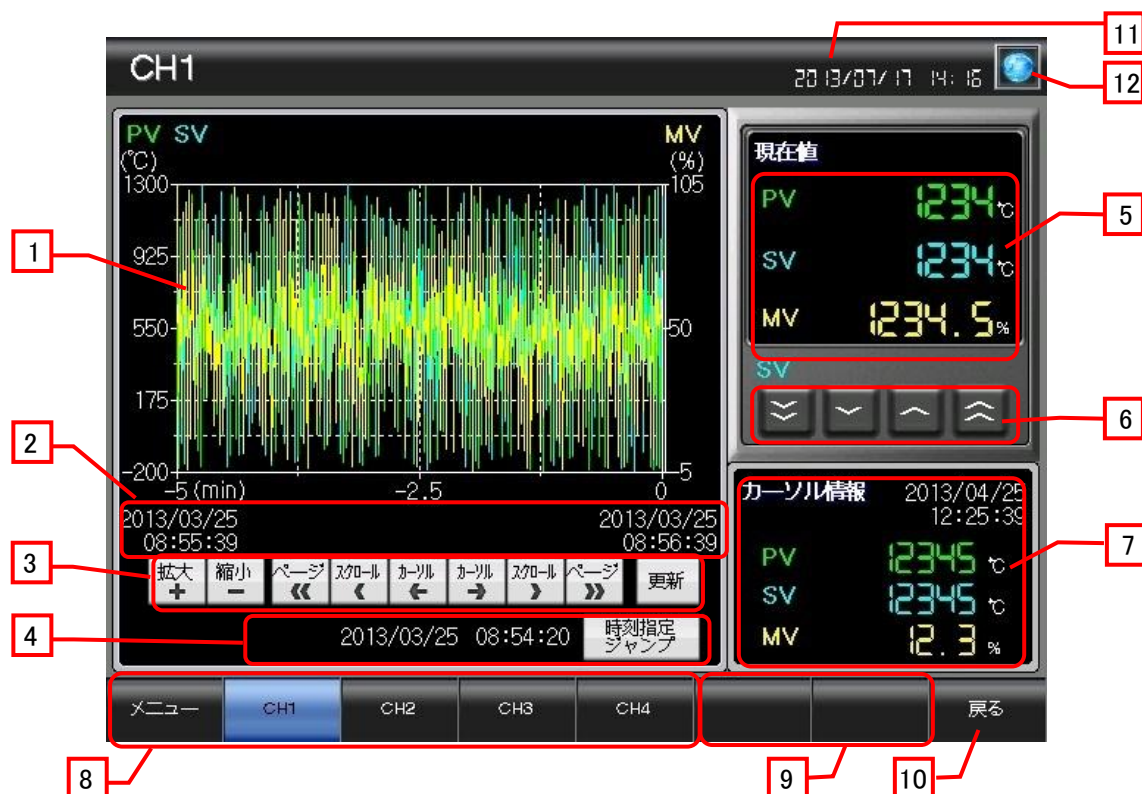 11
CH1
2013/07/17 14:16
12
PV SV
MV
(℃)
(%)
1300
105
925
550
50
175
-200
5
-5 (min)
-2.5
0
1
2
2013/03/25
08:55:39
2013/03/25
08:56:39
3
拡大
+
縮小
−
ページ
≪
スクロール
<
カーソル
←
カーソル
→
スクロール
>
ページ
≫
更新
4
2013/03/25 08:54:20
時刻指定
ジャンプ
現在値
PV 1234 ℃
SV 1234 ℃
MV 1234.5 %
5
SV
6
カーソル情報
2013/04/25
12:25:39
PV 12345 ℃
SV 12345 ℃
MV 12.3 %
7
メニュー
CH1
CH2
CH3
CH4
戻る
8
9
10